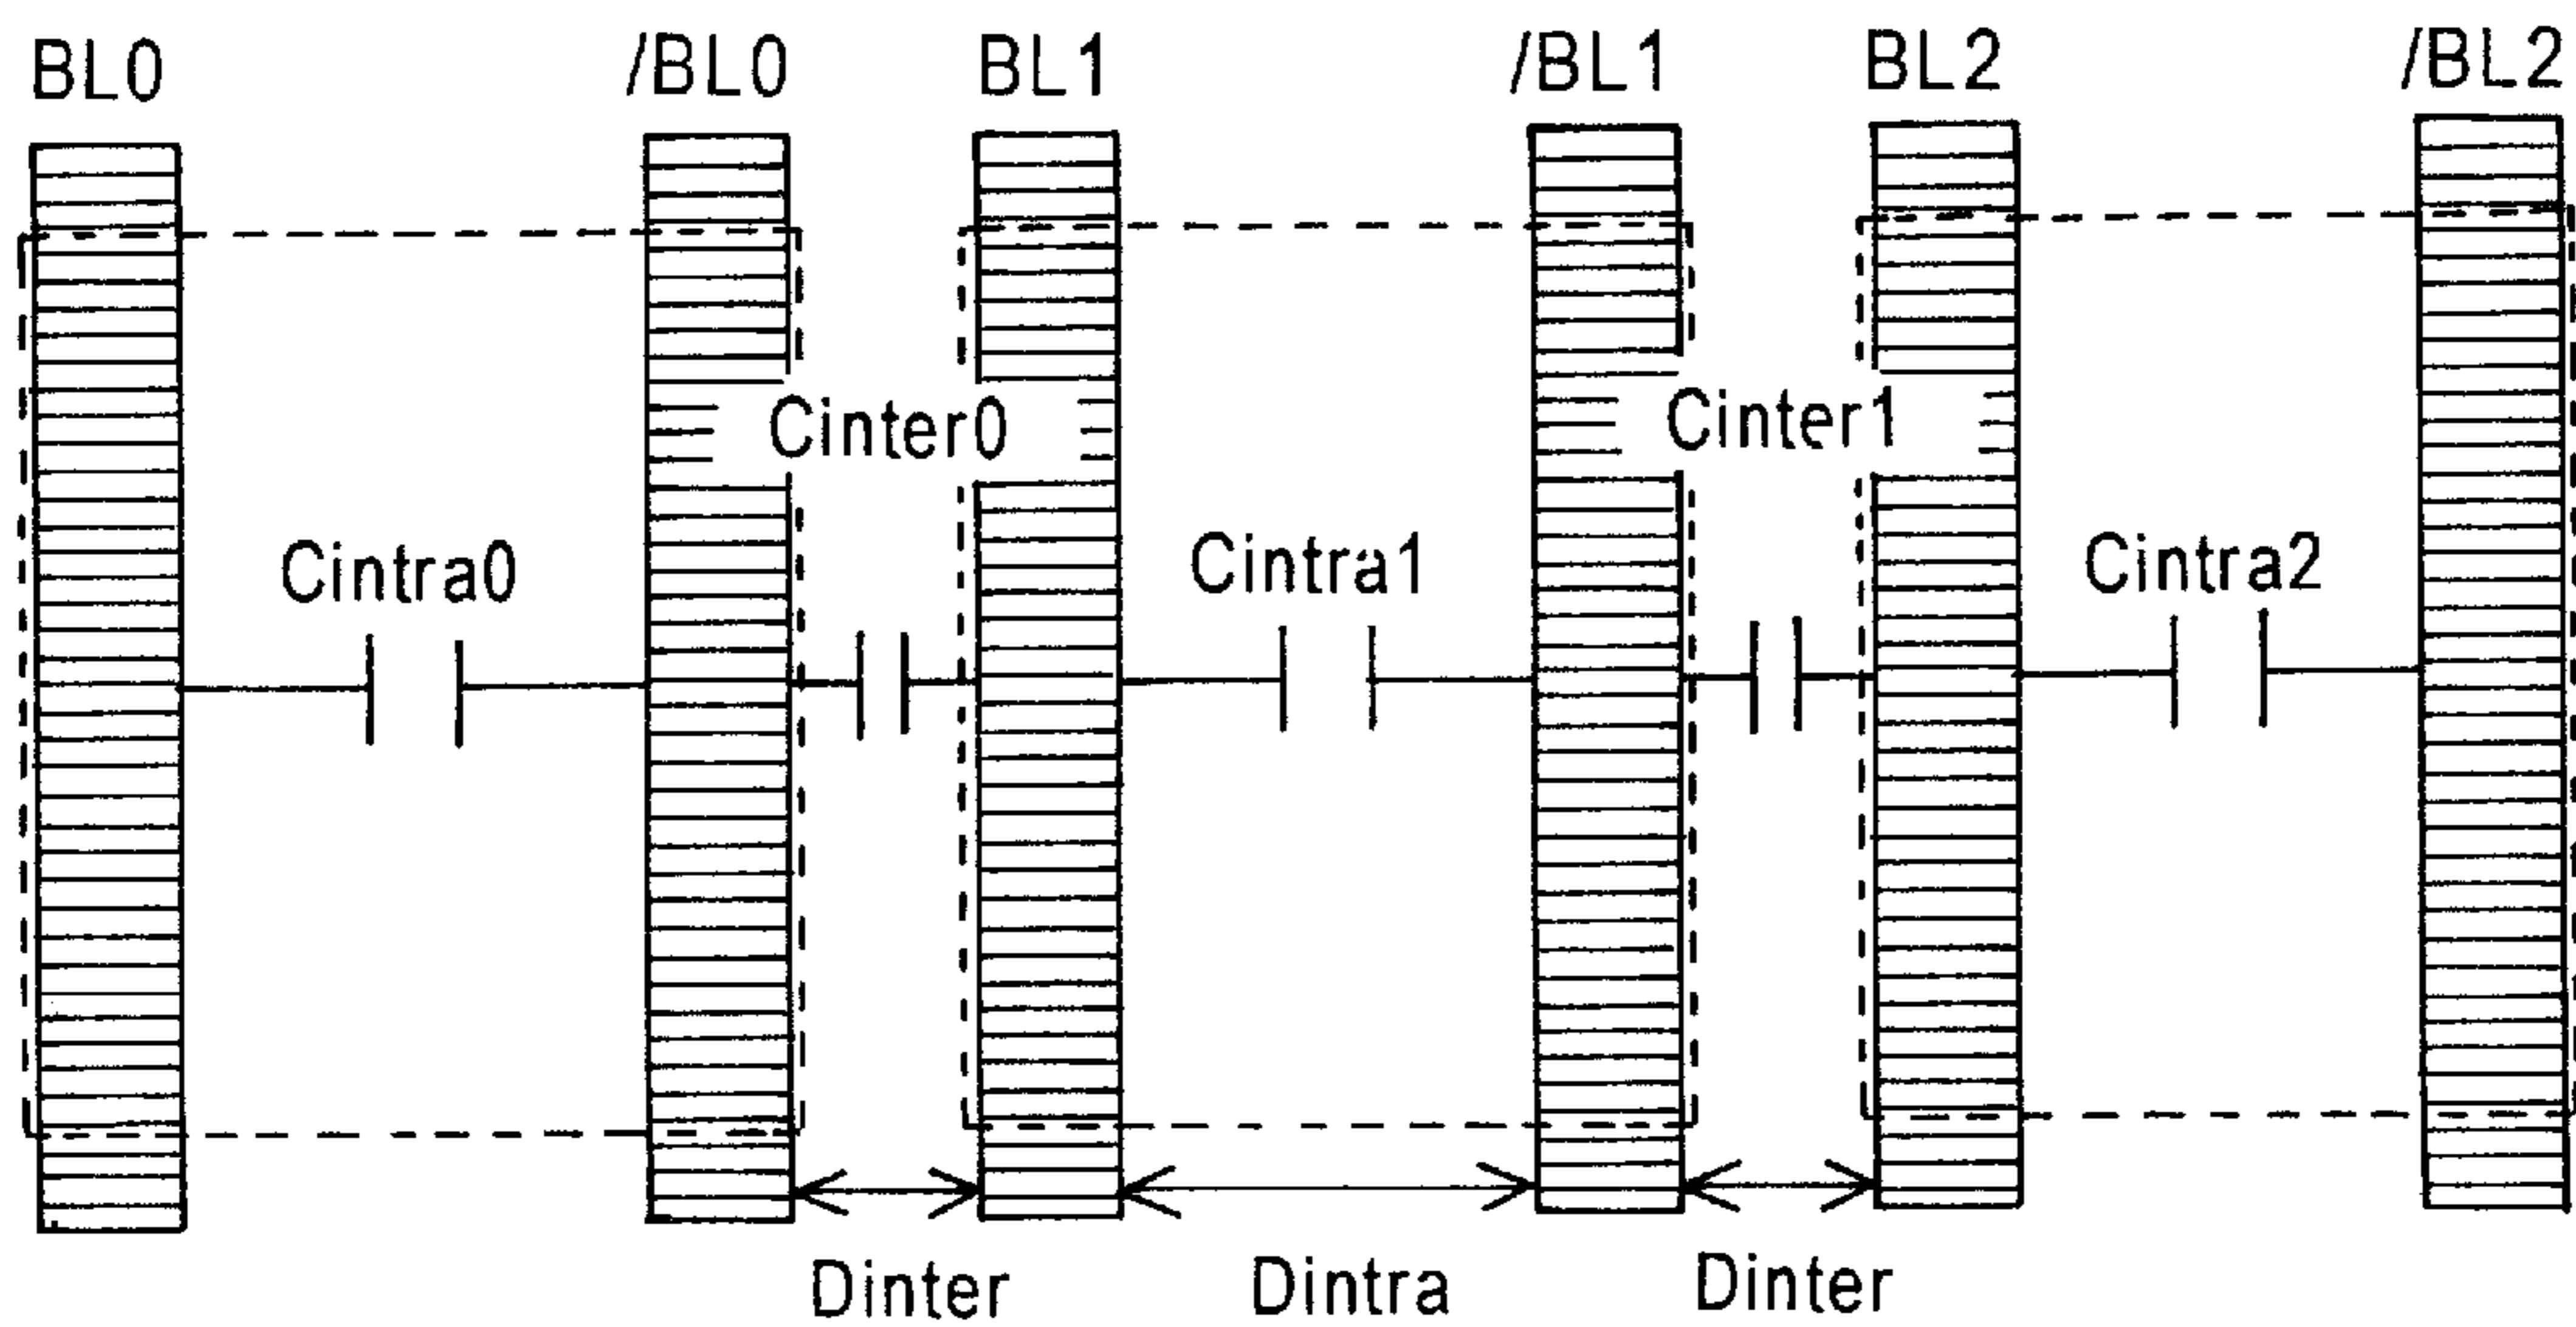 BL0 /BL0 BL1 /BL1 BL2 /BL2
Cinter0 Cinter1
Cintra0 Cintra1 Cintra2
Dinter Dintra Dinter